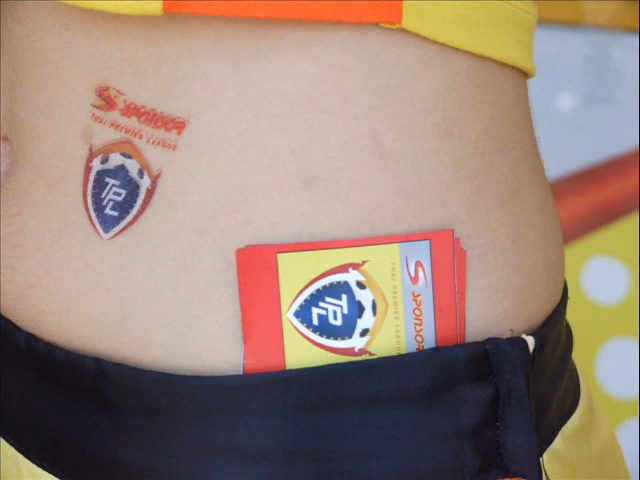 SPONSOR
THAI PREMIER LEAGUE
TPL
SPONSOR
THAI PREMIER LEAGUE
TPL